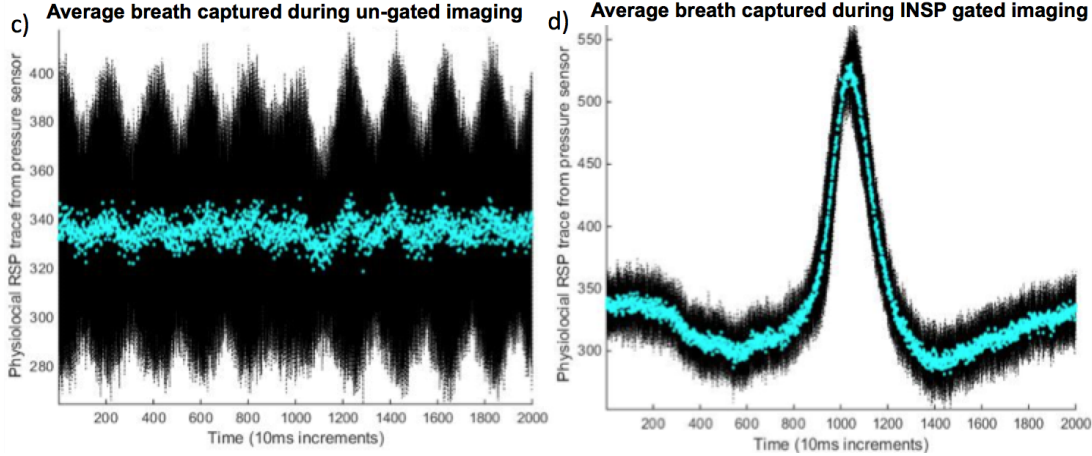 c) Average breath captured during un-gated imaging
Physiolocial RSP trace from pressure sensor
400
380
360
340
320
300
280
200 400 600 800 1000 1200 1400 1600 1800 2000
Time (10ms increments)
d) Average breath captured during INSP gated imaging
Physiolocial RSP trace from pressure sensor
550
500
450
400
350
300
200 400 600 800 1000 1200 1400 1600 1800 2000
Time (10ms increments)